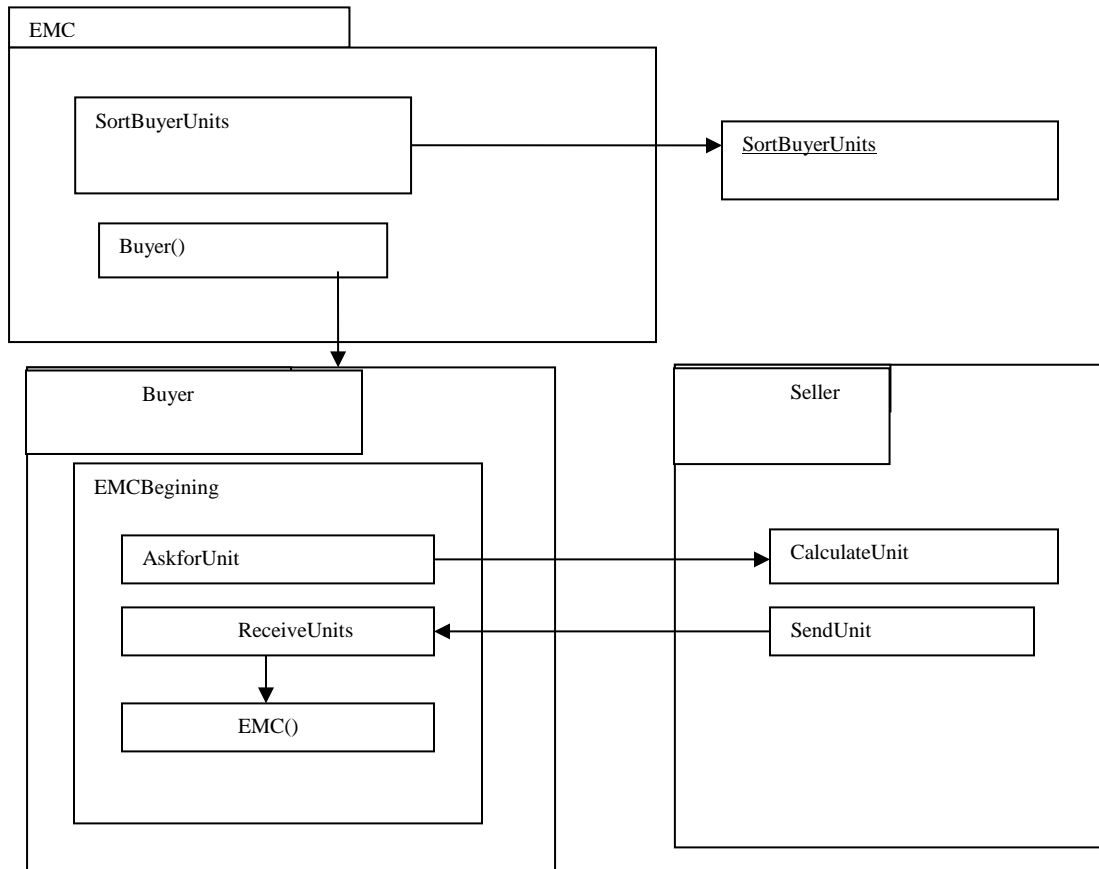 EMC
SortBuyerUnits
SortBuyerUnits
Buyer()
Buyer
Seller
EMCBegining
AskforUnit
CalculateUnit
ReceiveUnits
SendUnit
EMC()